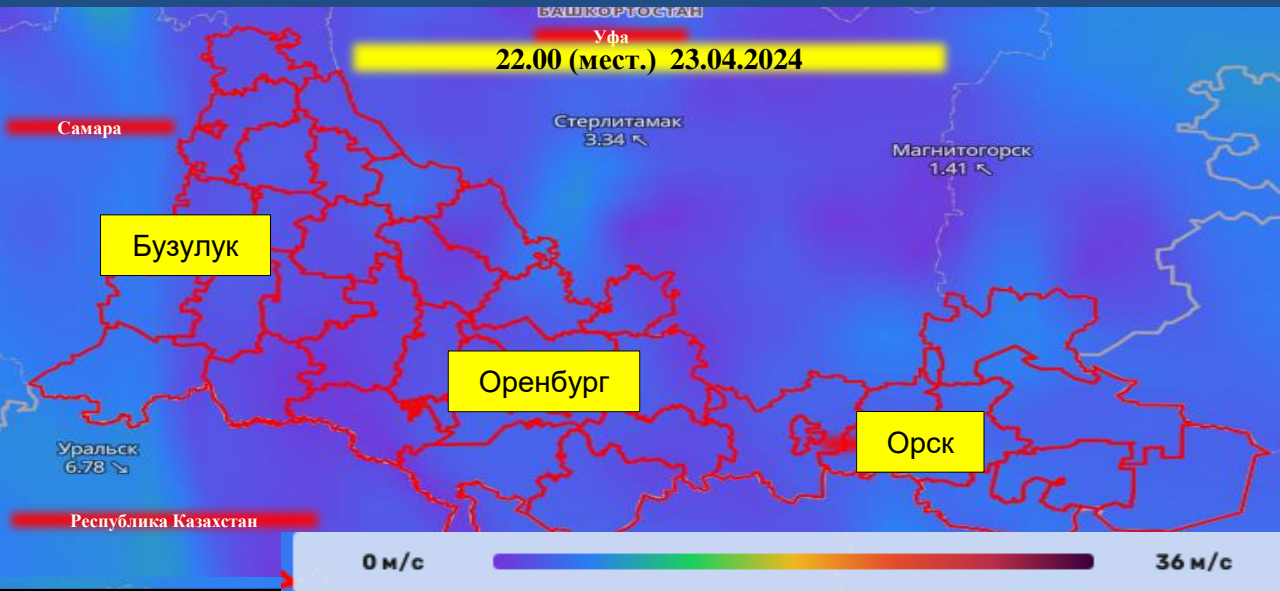 БАШКОРТОСТАН
Уфа
22.00 (мест.) 23.04.2024
Самара
Стерлитамак
3.34 ↖
Магнитогорск
1.41 ↖
Бузулук
Оренбург
Орск
Уральск
6.78 ↘
Республика Казахстан
0 м/с
36 м/с